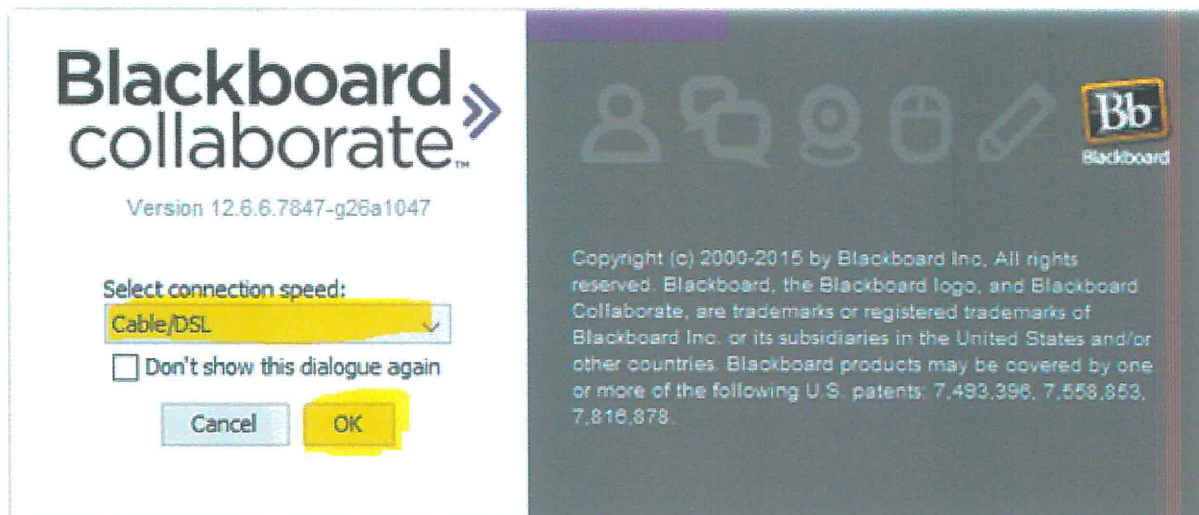 Blackboard
collaborate™
Version 12.6.6.7847-g26a1047
Select connection speed:
Cable/DSL
Don't show this dialogue again
Cancel
OK
Bb
Blackboard
Copyright (c) 2000-2015 by Blackboard Inc, All rights
reserved. Blackboard, the Blackboard logo, and Blackboard
Collaborate, are trademarks or registered trademarks of
Blackboard Inc. or its subsidiaries in the United States and/or
other countries. Blackboard products may be covered by one
or more of the following U.S. patents: 7,493,396, 7,558,853,
7,816,878.